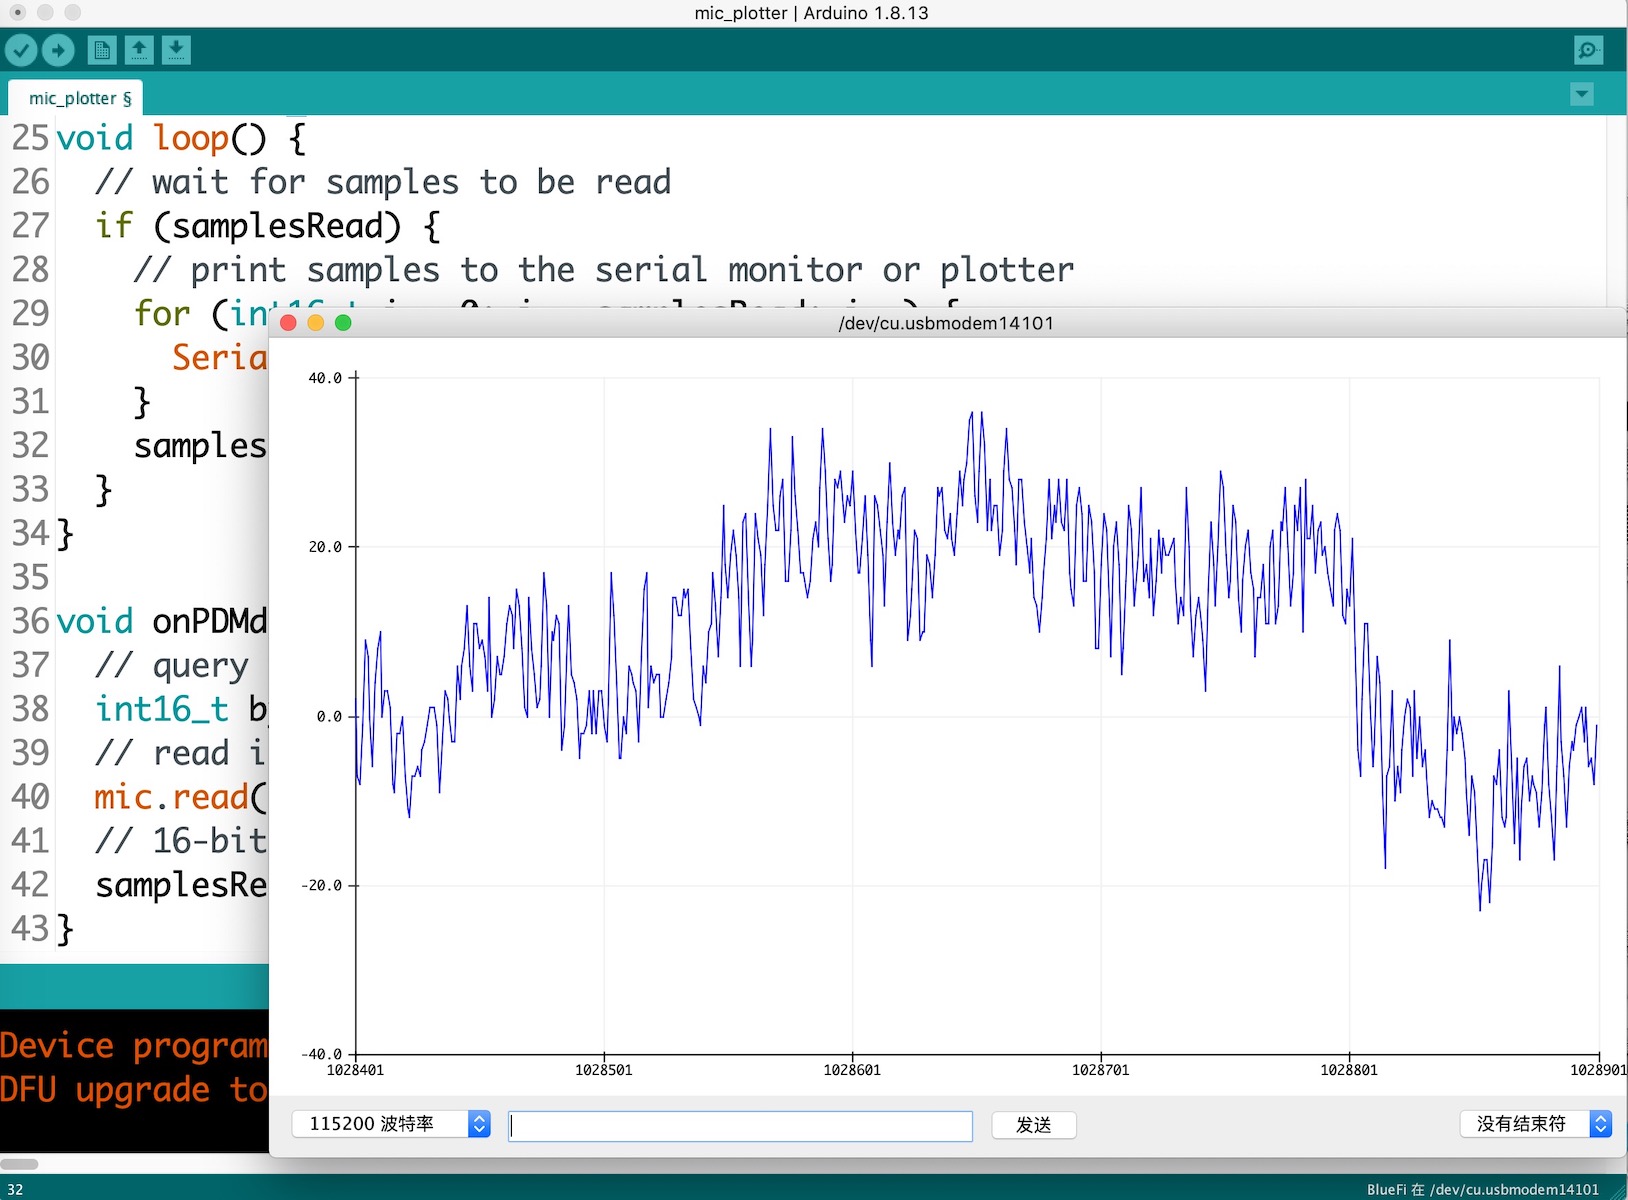 mic_plotter | Arduino 1.8.13
mic_plotter §
25 void loop() {
26 // wait for samples to be read
27 if (samplesRead) {
28 // print samples to the serial monitor or plotter
29 for (int16_t i = 0; i < samplesRead; i++) {
30 Seria
31 }
32 samples
33 }
34 }
35
36 void onPDMd
37 // query
38 int16_t by
39 // read i
40 mic.read(
41 // 16-bit
42 samplesRe
43 }
Device program
DFU upgrade to
/dev/cu.usbmodem14101
40.0
20.0
0.0
-20.0
-40.0
1028401 1028501 1028601 1028701 1028801 1028901
115200 波特率
发送
没有结束符
32
BlueFi 在 /dev/cu.usbmodem14101